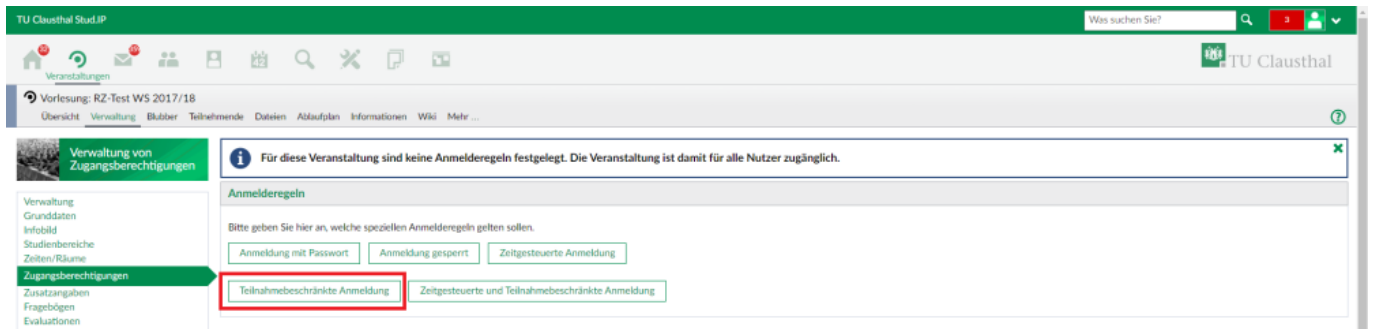 TU Clausthal Stud.IP
Was suchen Sie?
3
Veranstaltungen
42
TU Clausthal
Vorlesung: RZ-Test WS 2017/18
Übersicht Verwaltung Blubber Teilnehmende Dateien Ablaufplan Informationen Wiki Mehr ...
Verwaltung von
Zugangsberechtigungen
Für diese Veranstaltung sind keine Anmelderegeln festgelegt. Die Veranstaltung ist damit für alle Nutzer zugänglich.
Verwaltung
Grunddaten
Infobild
Studienbereiche
Zeiten/Räume
Zugangsberechtigungen
Zusatzangaben
Fragebögen
Evaluationen
Anmelderegeln
Bitte geben Sie hier an, welche speziellen Anmelderegeln gelten sollen.
Anmeldung mit Passwort Anmeldung gesperrt Zeitgesteuerte Anmeldung
Teilnahmebeschränkte Anmeldung Zeitgesteuerte und Teilnahmebeschränkte Anmeldung